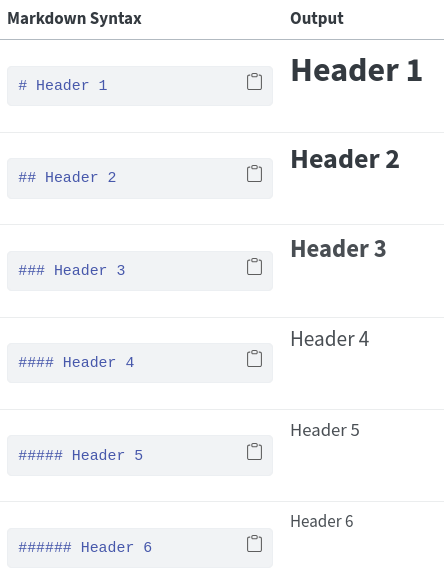 Markdown Syntax Output
# Header 1 Header 1
## Header 2 Header 2
### Header 3 Header 3
#### Header 4 Header 4
##### Header 5 Header 5
###### Header 6 Header 6